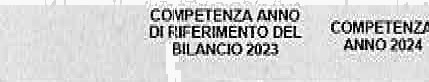 COMPETENZA ANNO
DI RIFERIMENTO DEL
BILANCIO 2023
COMPETENZA
ANNO 2024